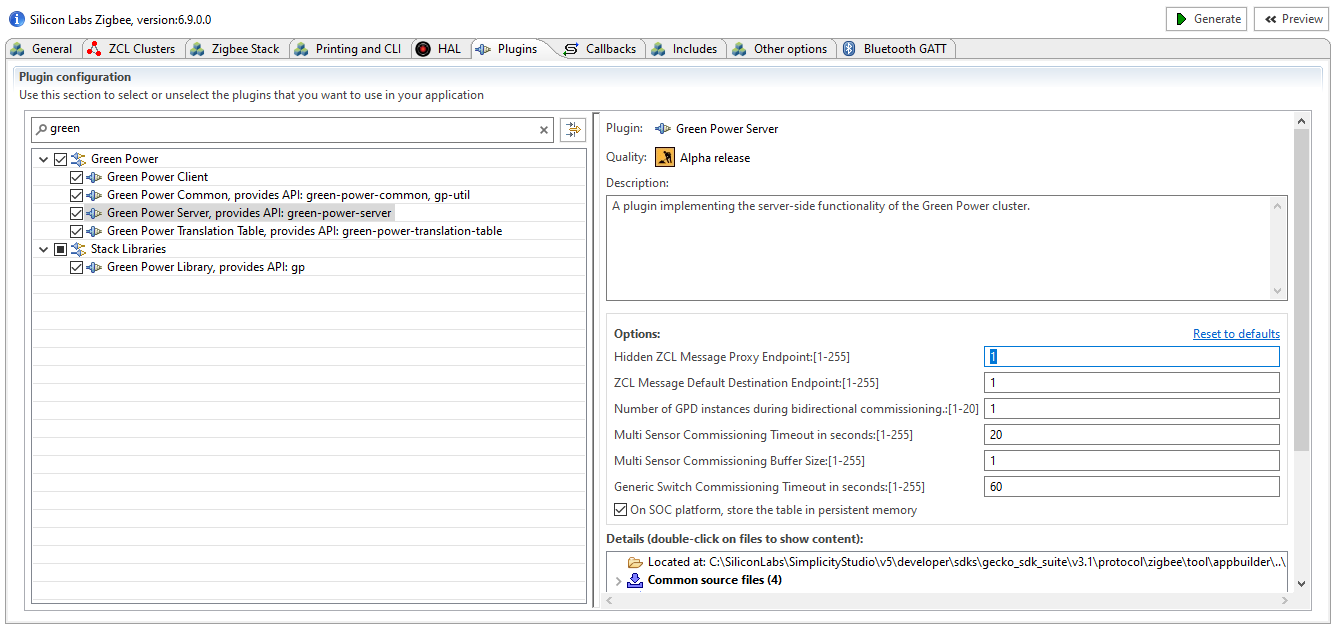 Silicon Labs Zigbee, version:6.9.0.0
Generate
Preview
General
ZCL Clusters
Zigbee Stack
Printing and CLI
HAL
Plugins
Callbacks
Includes
Other options
Bluetooth GATT
Plugin configuration
Use this section to select or unselect the plugins that you want to use in your application
green
Green Power
Green Power Client
Green Power Common, provides API: green-power-common, gp-util
Green Power Server, provides API: green-power-server
Green Power Translation Table, provides API: green-power-translation-table
Stack Libraries
Green Power Library, provides API: gp
Plugin: Green Power Server
Quality: Alpha release
Description:
A plugin implementing the server-side functionality of the Green Power cluster.
Options: Reset to defaults
Hidden ZCL Message Proxy Endpoint:[1-255] 1
ZCL Message Default Destination Endpoint:[1-255] 1
Number of GPD instances during bidirectional commissioning.:[1-20] 1
Multi Sensor Commissioning Timeout in seconds:[1-255] 20
Multi Sensor Commissioning Buffer Size:[1-255] 1
Generic Switch Commissioning Timeout in seconds:[1-255] 60
On SOC platform, store the table in persistent memory
Details (double-click on files to show content):
Located at: C:\SiliconLabs\SimplicityStudio\v5\developer\sdks\gecko_sdk_suite\v3.1\protocol\zigbee\tool\appbuilder\..\
Common source files (4)